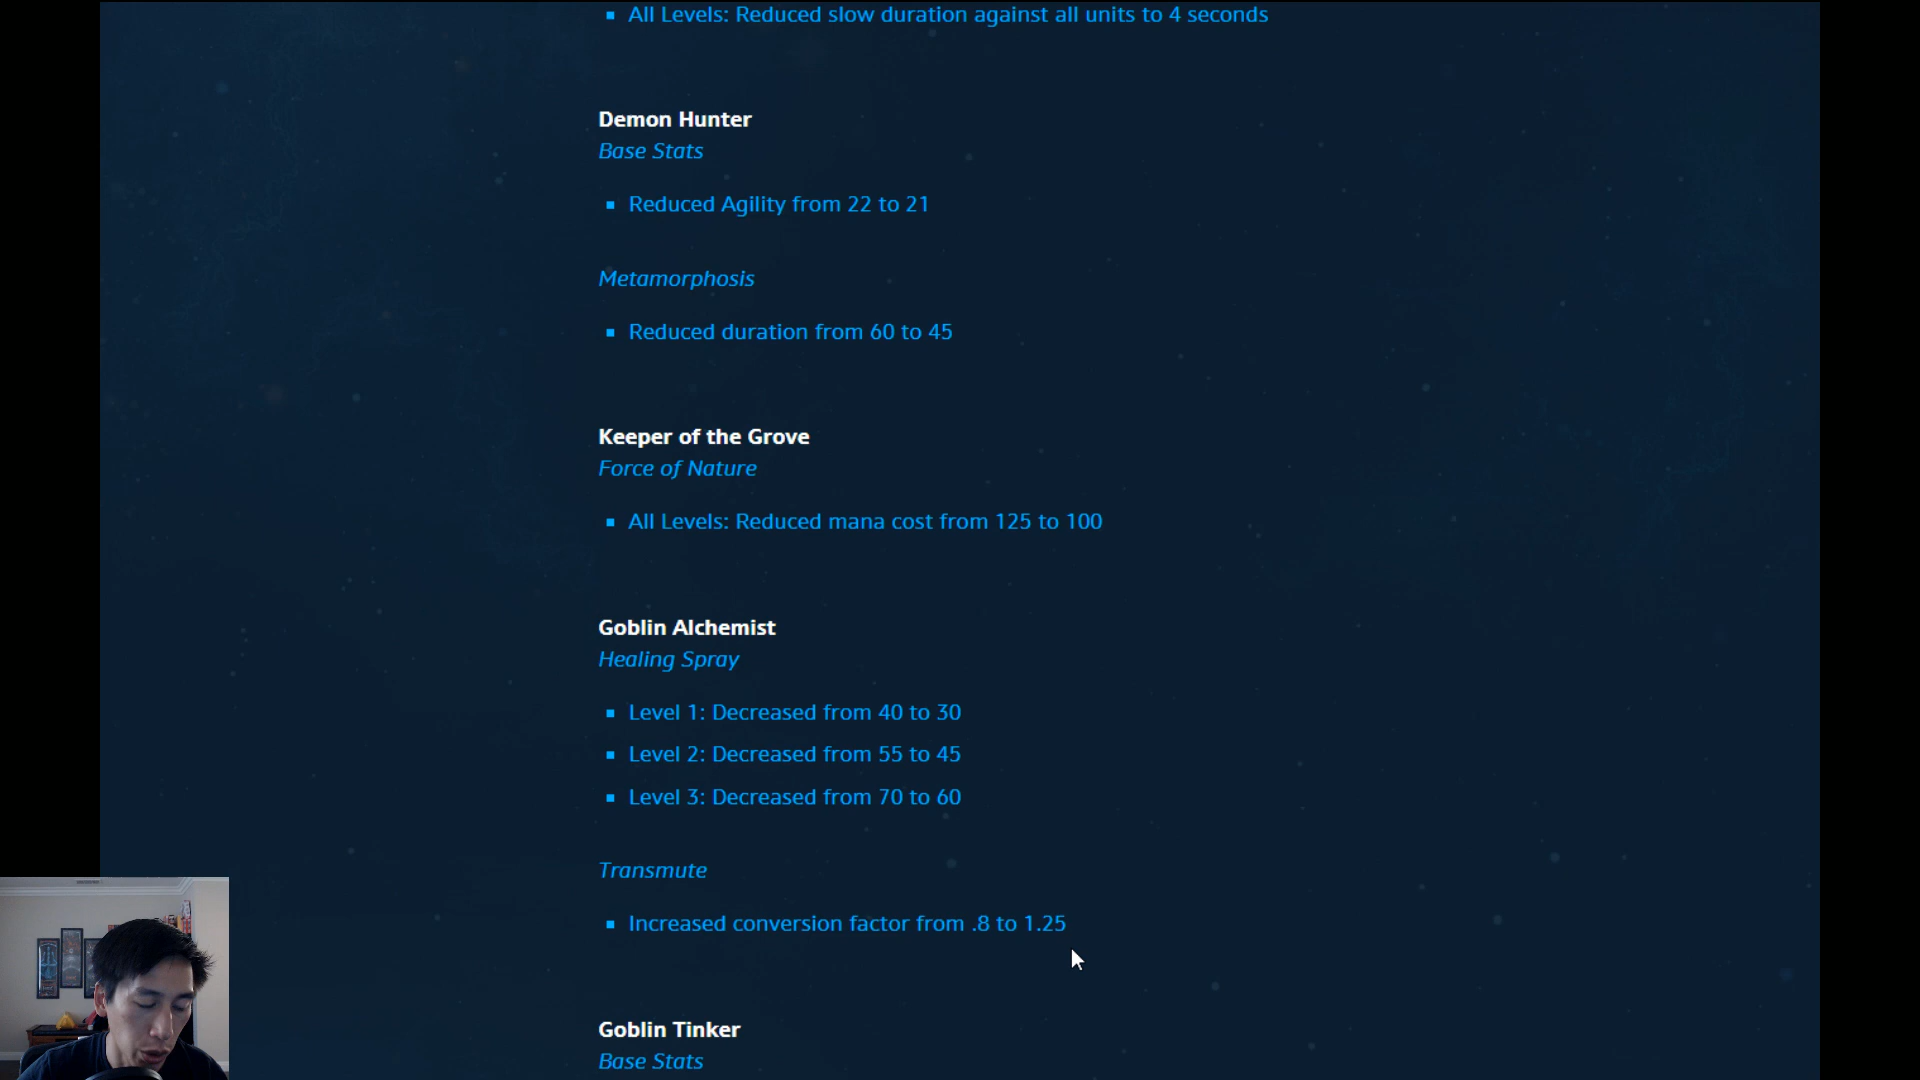 All Levels: Reduced slow duration against all units to 4 seconds
Demon Hunter
Base Stats
Reduced Agility from 22 to 21
Metamorphosis
Reduced duration from 60 to 45
Keeper of the Grove
Force of Nature
All Levels: Reduced mana cost from 125 to 100
Goblin Alchemist
Healing Spray
Level 1: Decreased from 40 to 30
Level 2: Decreased from 55 to 45
Level 3: Decreased from 70 to 60
Transmute
Increased conversion factor from .8 to 1.25
Goblin Tinker
Base Stats